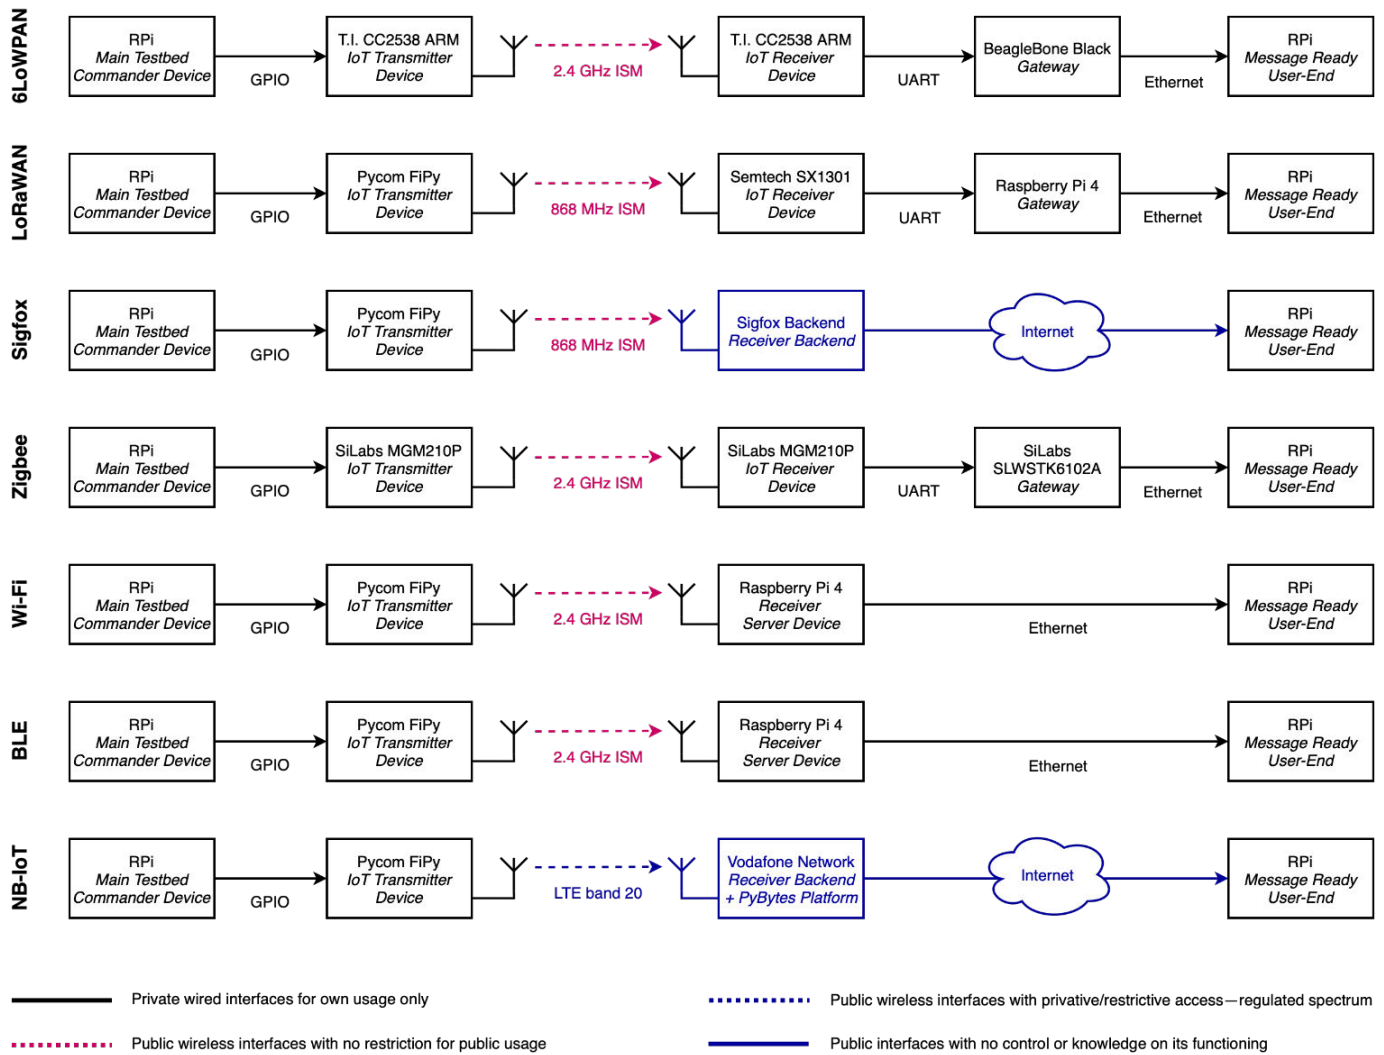 6LoWPAN
RPi
Main Testbed
Commander Device
GPIO
T.I. CC2538 ARM
IoT Transmitter
Device
2.4 GHz ISM
T.I. CC2538 ARM
IoT Receiver
Device
UART
BeagleBone Black
Gateway
Ethernet
RPi
Message Ready
User-End
LoRaWAN
RPi
Main Testbed
Commander Device
GPIO
Pycom FiPy
IoT Transmitter
Device
868 MHz ISM
Semtech SX1301
IoT Receiver
Device
UART
Raspberry Pi 4
Gateway
Ethernet
RPi
Message Ready
User-End
Sigfox
RPi
Main Testbed
Commander Device
GPIO
Pycom FiPy
IoT Transmitter
Device
868 MHz ISM
Sigfox Backend
Receiver Backend
Internet
RPi
Message Ready
User-End
Zigbee
RPi
Main Testbed
Commander Device
GPIO
SiLabs MGM210P
IoT Transmitter
Device
2.4 GHz ISM
SiLabs MGM210P
IoT Receiver
Device
UART
SiLabs
SLWSTK6102A
Gateway
Ethernet
RPi
Message Ready
User-End
Wi-Fi
RPi
Main Testbed
Commander Device
GPIO
Pycom FiPy
IoT Transmitter
Device
2.4 GHz ISM
Raspberry Pi 4
Receiver
Server Device
Ethernet
RPi
Message Ready
User-End
BLE
RPi
Main Testbed
Commander Device
GPIO
Pycom FiPy
IoT Transmitter
Device
2.4 GHz ISM
Raspberry Pi 4
Receiver
Server Device
Ethernet
RPi
Message Ready
User-End
NB-IoT
RPi
Main Testbed
Commander Device
GPIO
Pycom FiPy
IoT Transmitter
Device
LTE band 20
Vodafone Network
Receiver Backend
+ PyBytes Platform
Internet
RPi
Message Ready
User-End
Private wired interfaces for own usage only
Public wireless interfaces with no restriction for public usage
Public wireless interfaces with privative/restrictive access—regulated spectrum
Public interfaces with no control or knowledge on its functioning